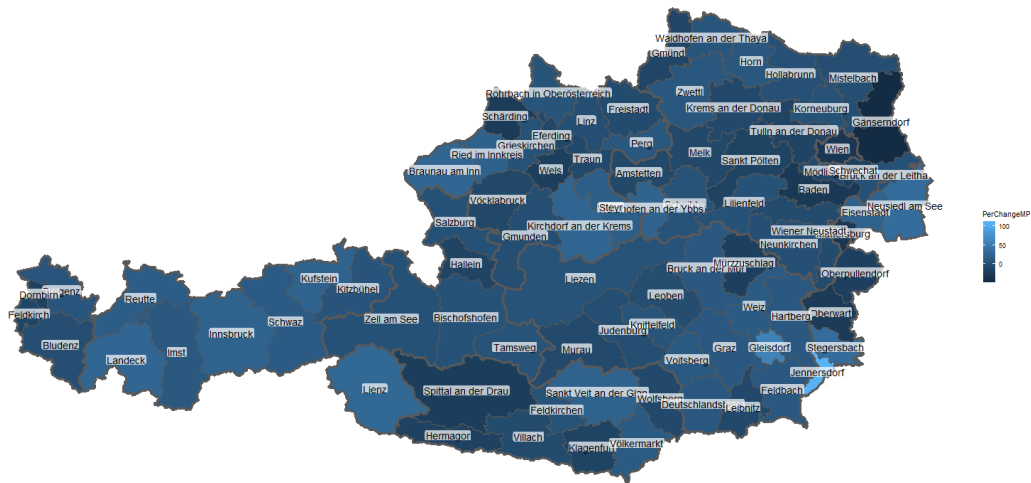 Waidhofen an der Thaya
Gmünd
Horn
Hollabrunn
Mistelbach
Rohrbach in Oberösterreich
Zwettl
Schärding
Freistadt
Krems an der Donau
Korneuburg
Linz
Gänserndorf
Eferding
Tulln an der Donau
Grieskirchen
Perg
Wien
Ried im Innkreis
Melk
Traun
Sankt Pölten
Braunau am Inn
Wels
Amstetten
Schwechat
Bruck an der Leitha
Baden
Vöcklabruck
Lilienfeld
Neusiedl am See
Eisenstadt
Salzburg
Kirchdorf an der Krems
Wiener Neustadt
Gmunden
Neunkirchen
Hallein
Mürzzuschlag
Oberpullendorf
Kufstein
Liezen
Kitzbühel
Dornbirn
Reutte
Leoben
Feldkirch
Weiz
Oberwart
Hartberg
Schwaz
Zell am See
Bischofshofen
Knittelfeld
Innsbruck
Judenburg
Bludenz
Imst
Tamsweg
Murau
Graz
Gleisdorf
Stegersbach
Landeck
Voitsberg
Jennersdorf
Lienz
Spittal an der Drau
Feldbach
Wolfsberg
Leibnitz
Feldkirchen
Hermagor
Villach
Völkermarkt
Klagenfurt
PerChangeMP
100
0